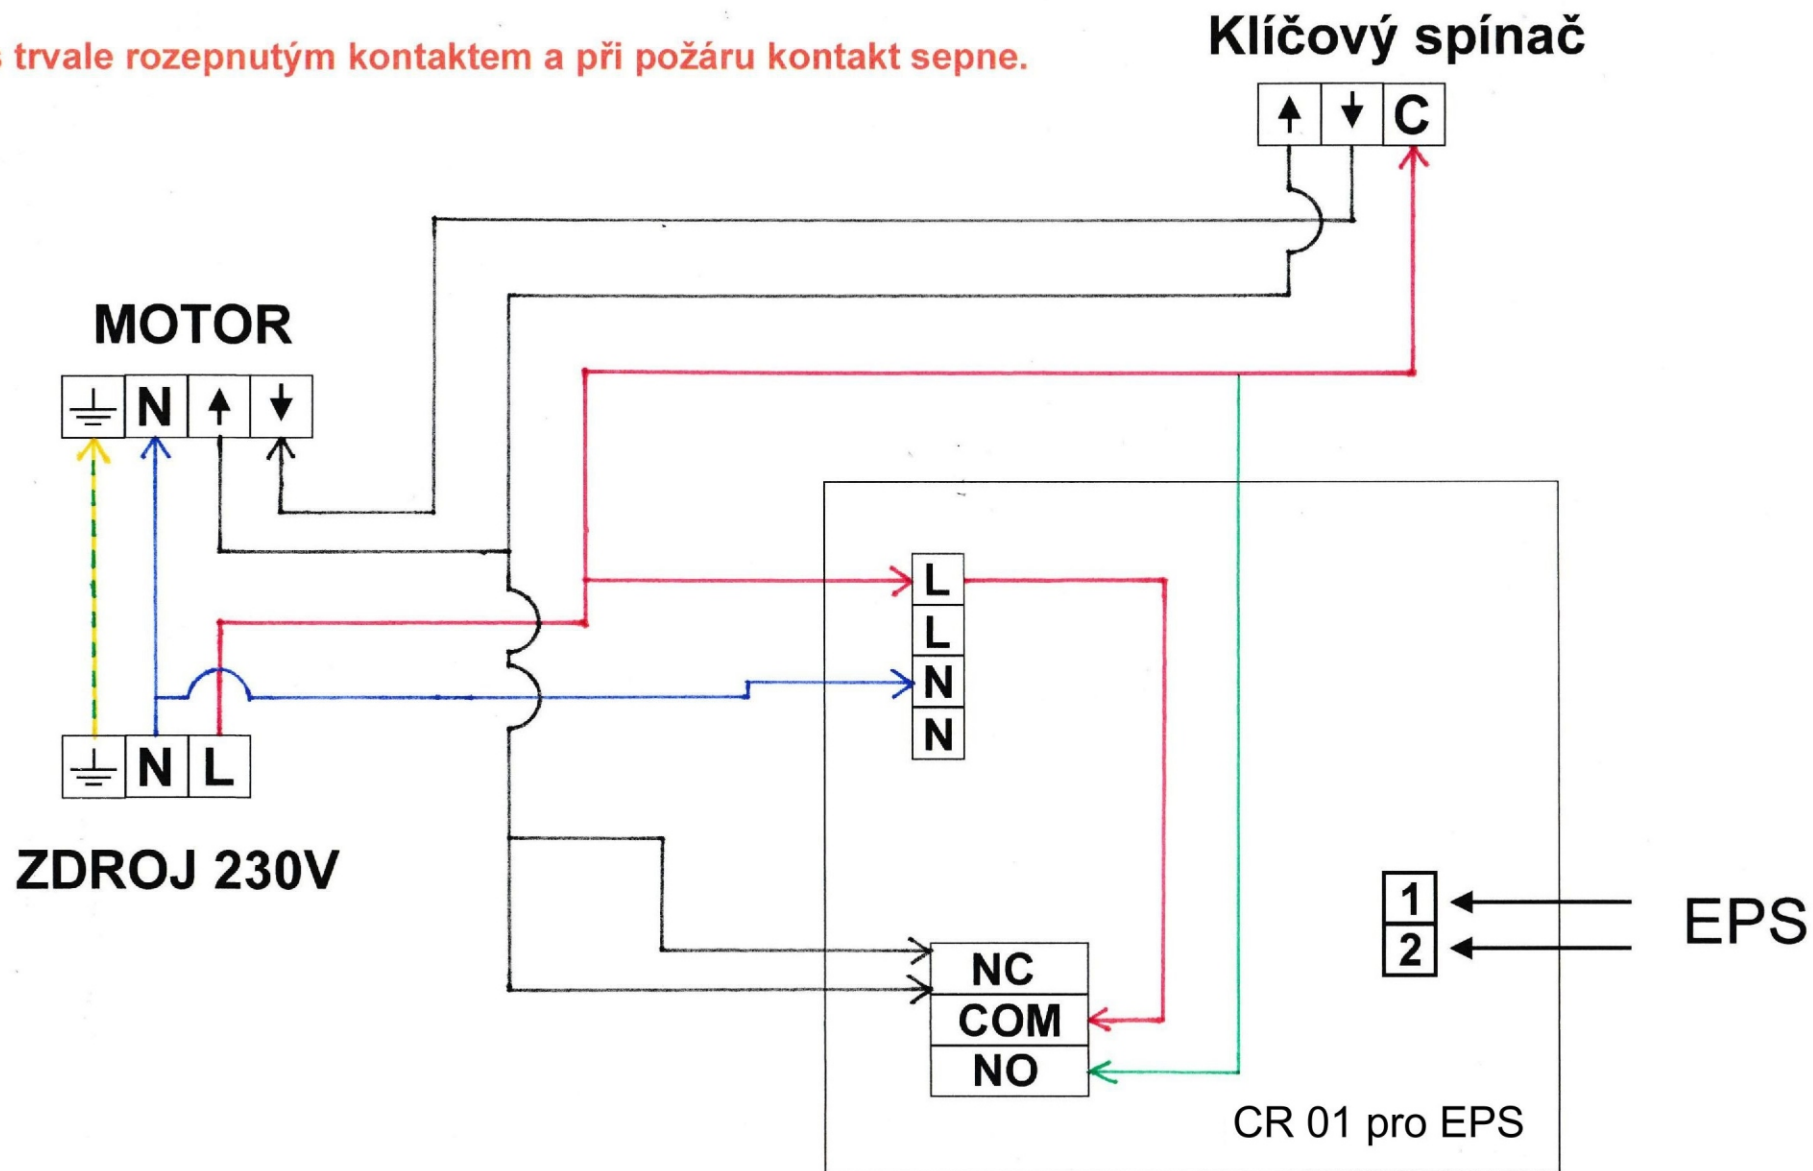 s trvale rozepnutým kontaktem a při požáru kontakt sepne.
Klíčový spínač
C
MOTOR
N
L
L
N
N
N L
ZDROJ 230V
1
2
EPS
NC
COM
NO
CR 01 pro EPS